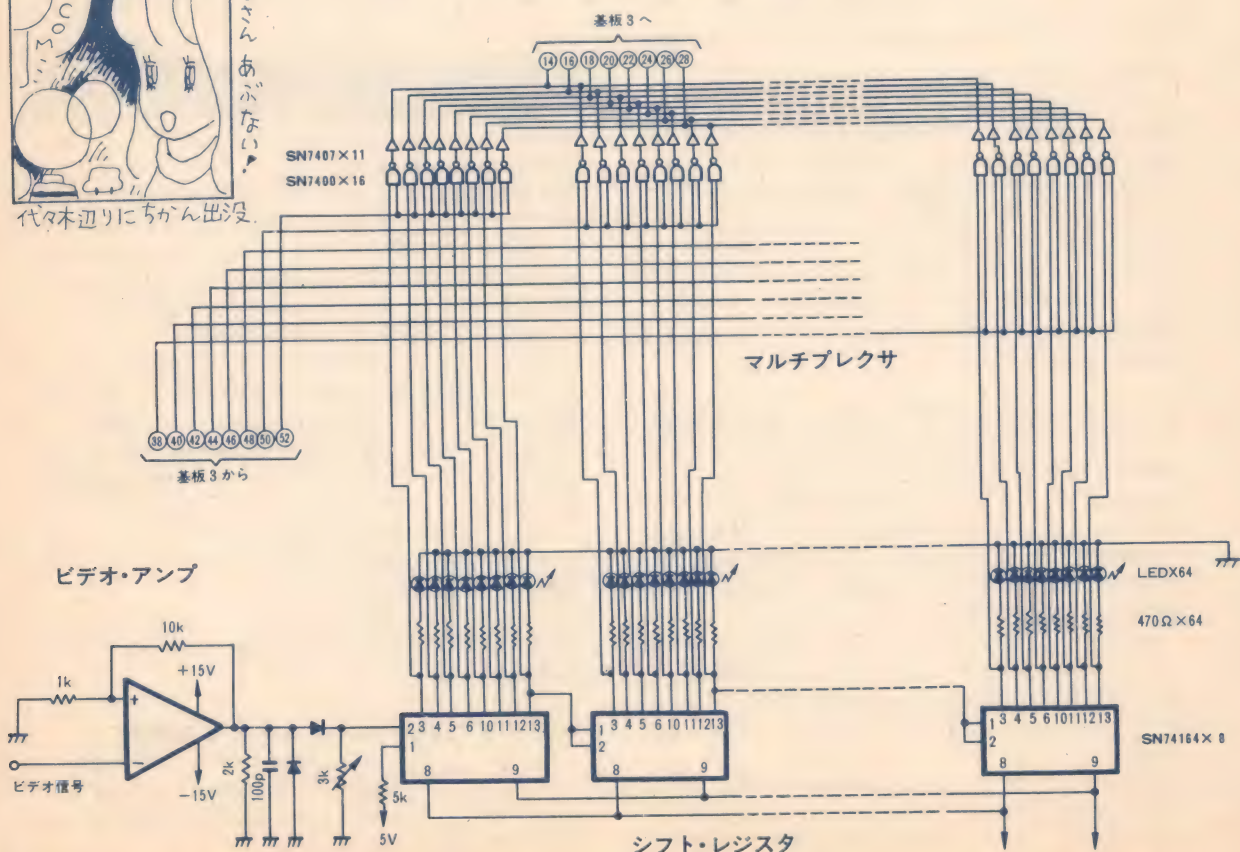 さん あぶない
代々木辺りにちかん出没.
基板3へ
14 16 18 20 22 24 26 28
SN7407×11
SN7400×16
マルチプレクサ
38 40 42 44 46 48 50 52
基板3から
ビデオ・アンプ
LED×64
470Ω×64
10k
+15V
1k
+
−
−15V
ビデオ信号
2k
100p
3k
5k
5V
2 3 4 5 6 10 11 12 13
1
8 9
1 3 4 5 6 10 11 12 13
2
8 9
1 3 4 5 6 10 11 12 13
2
8 9
SN74164×8
シフト・レジスタ